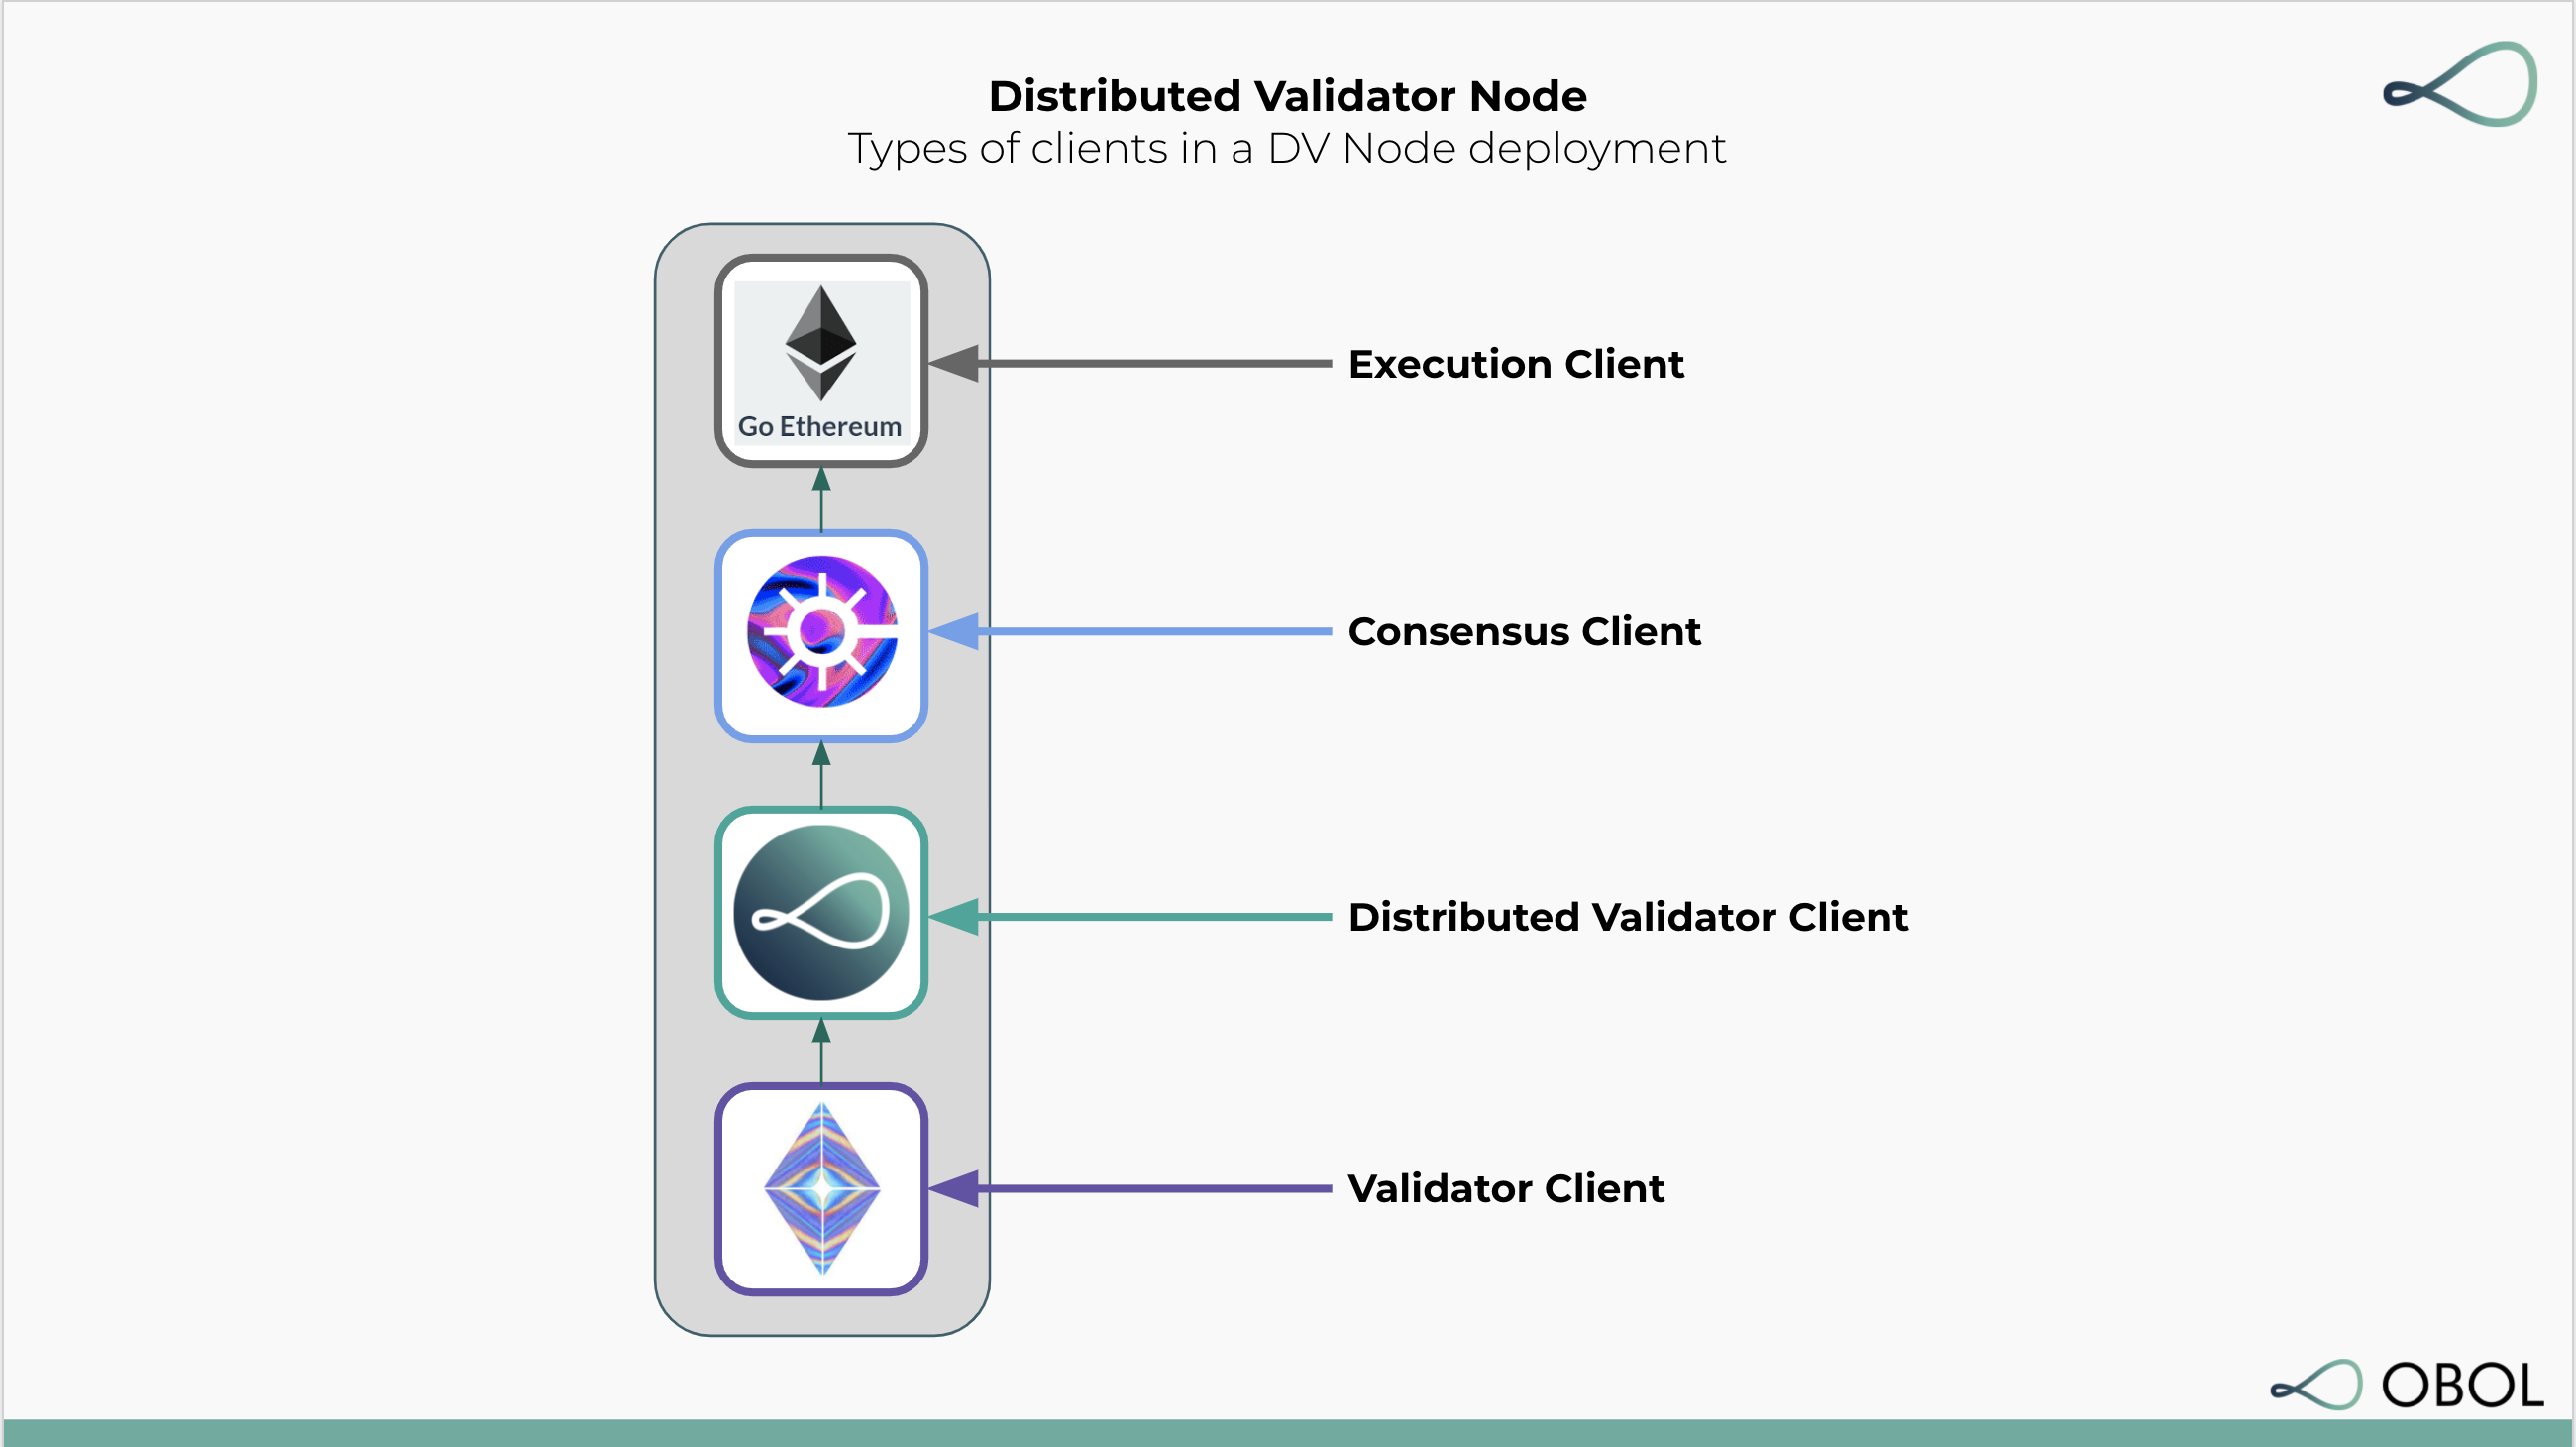 Distributed Validator Node
Types of clients in a DV Node deployment
Go Ethereum
Execution Client
Consensus Client
Distributed Validator Client
Validator Client
OBOL